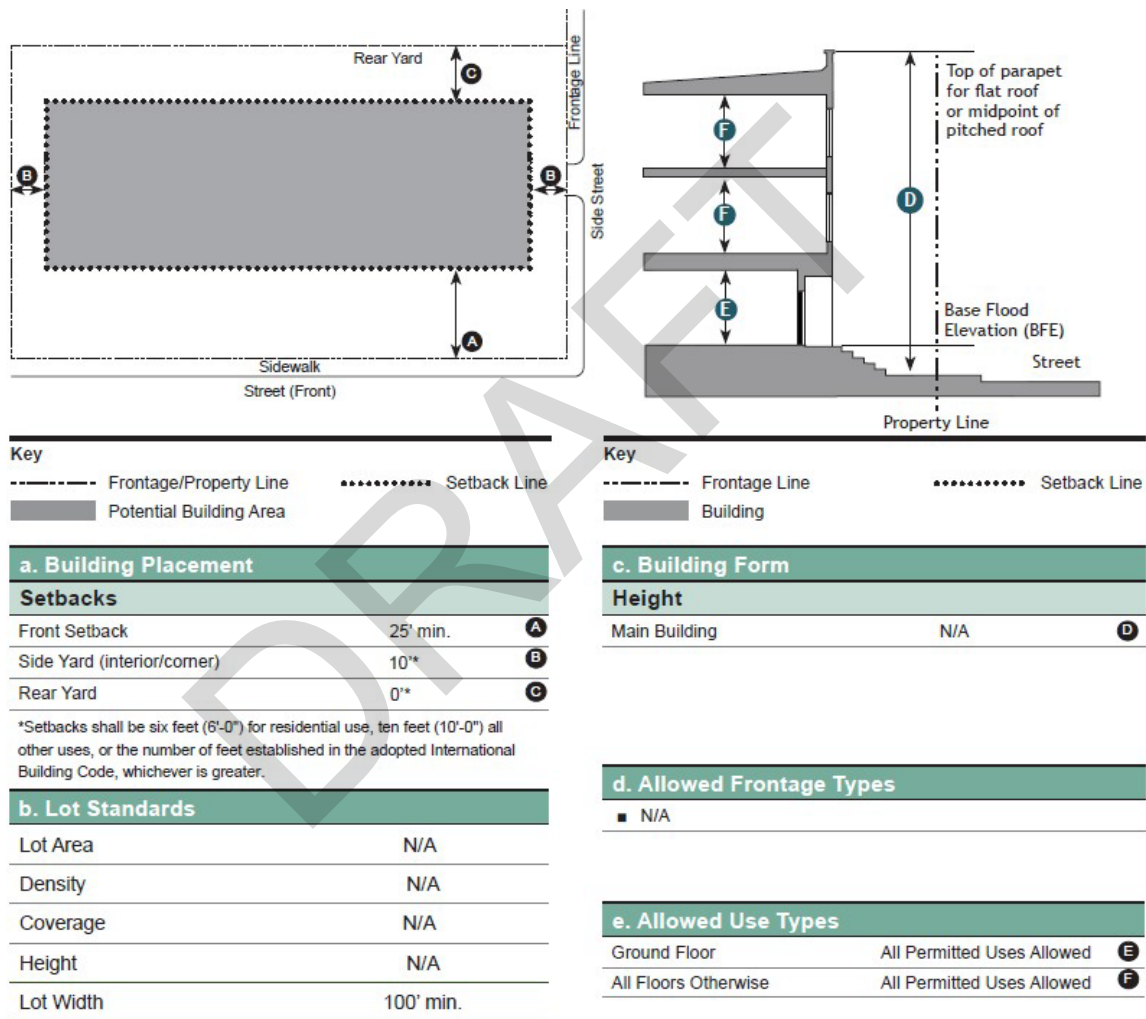 Rear Yard
C
Frontage Line
B
B
Side Street
A
Sidewalk
Street (Front)
Top of parapet
for flat roof
or midpoint of
pitched roof
F
D
F
E
Base Flood
Elevation (BFE)
Street
Property Line
DRAFT
Key
Frontage/Property Line
Setback Line
Potential Building Area
Key
Frontage Line
Setback Line
Building
a. Building Placement
Setbacks
Front Setback 25' min. A
Side Yard (interior/corner) 10'* B
Rear Yard 0'* C
*Setbacks shall be six feet (6'-0") for residential use, ten feet (10'-0") all
other uses, or the number of feet established in the adopted International
Building Code, whichever is greater.
b. Lot Standards
Lot Area N/A
Density N/A
Coverage N/A
Height N/A
Lot Width 100' min.
c. Building Form
Height
Main Building N/A D
d. Allowed Frontage Types
■ N/A
e. Allowed Use Types
Ground Floor All Permitted Uses Allowed E
All Floors Otherwise All Permitted Uses Allowed F